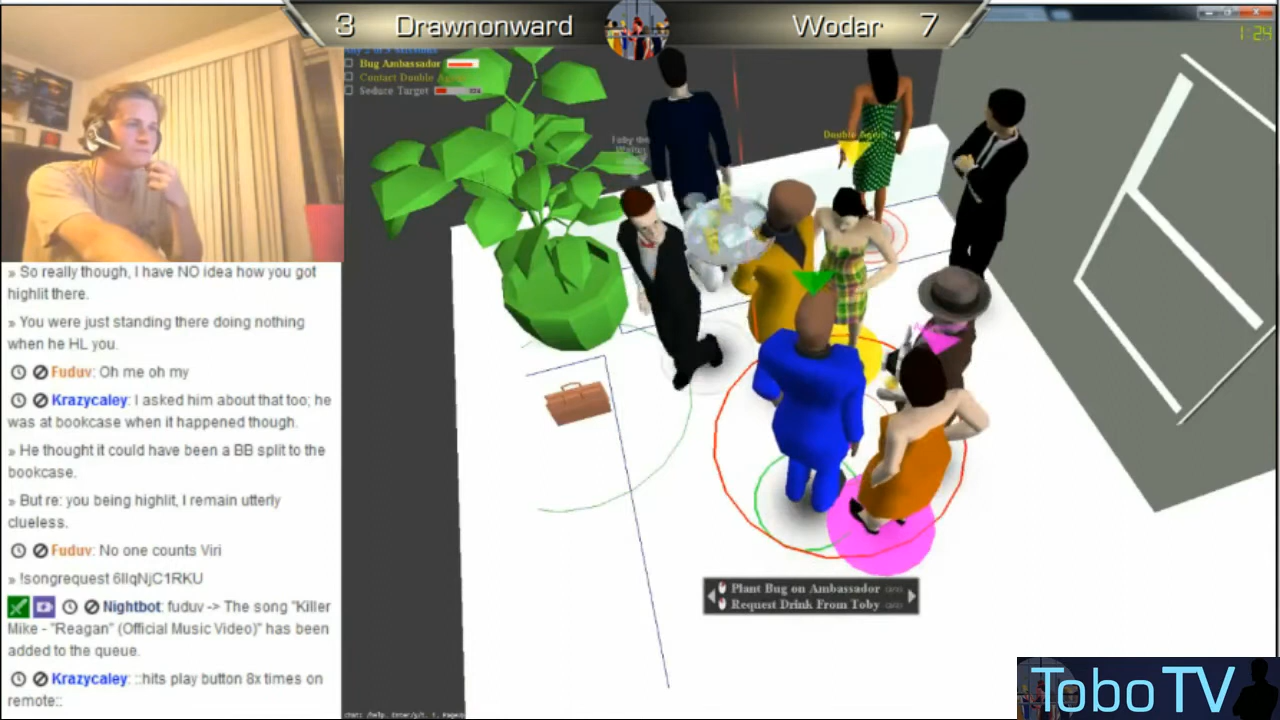 3 Drawnonward Wodar 7
1:24
Bug Ambassador
Contact Double Agent
Seduce Target
Toby the
Waiter
Double Agent
» So really though, I have NO idea how you got
highlit there.
» You were just standing there doing nothing
when he HL you.
Fuduv: Oh me oh my
Krazycaley: I asked him about that too; he
was at bookcase when it happened though.
» He thought it could have been a BB split to the
bookcase.
» But re: you being highlit, I remain utterly
clueless.
Fuduv: No one counts Viri
» !songrequest 6lIqNjC1RKU
Nightbot: fuduv -> The song "Killer
Mike - "Reagan" (Official Music Video)" has been
added to the queue.
Krazycaley: ::hits play button 8x times on
remote::
Plant Bug on Ambassador
Request Drink From Toby
Tobo TV